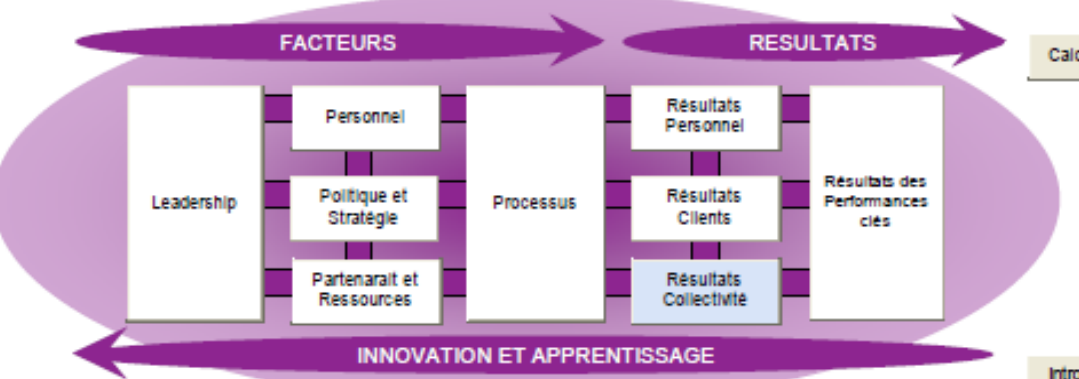 FACTEURS
RESULTATS
Leadership
Personnel
Politique et
Stratégie
Partenarait et
Ressources
Processus
Résultats
Personnel
Résultats
Clients
Résultats
Collectivité
Résultats des
Performances
clés
INNOVATION ET APPRENTISSAGE